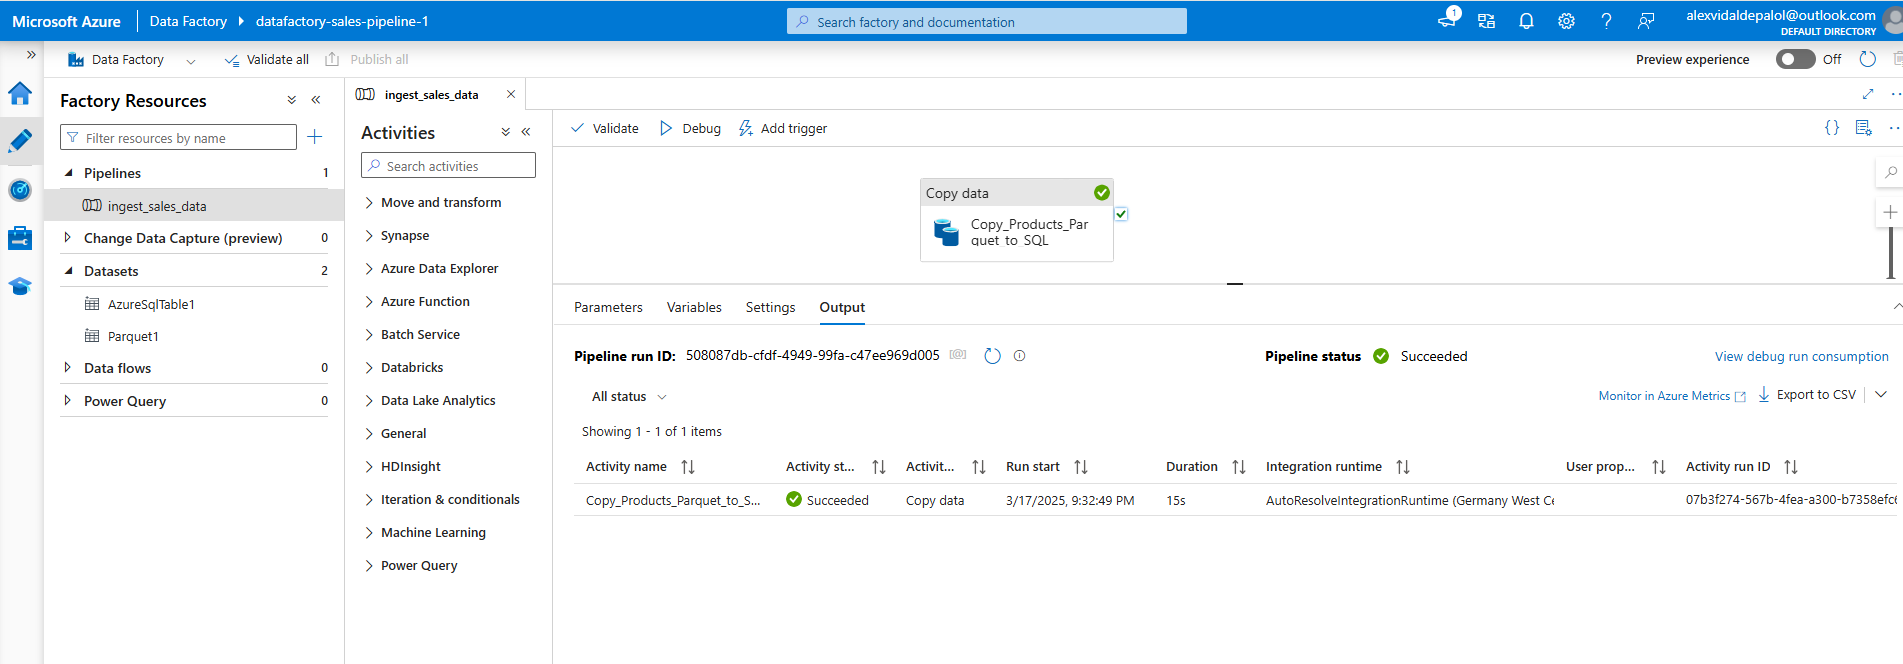 Microsoft Azure
Data Factory
datafactory-sales-pipeline-1
Search factory and documentation
1
alexvidaldepalol@outlook.com
DEFAULT DIRECTORY
Data Factory
Validate all
Publish all
Preview experience
Off
Factory Resources
Filter resources by name
Pipelines
1
ingest_sales_data
Change Data Capture (preview)
0
Datasets
2
AzureSqlTable1
Parquet1
Data flows
0
Power Query
0
ingest_sales_data
Activities
Search activities
Move and transform
Synapse
Azure Data Explorer
Azure Function
Batch Service
Databricks
Data Lake Analytics
General
HDInsight
Iteration & conditionals
Machine Learning
Power Query
Validate
Debug
Add trigger
{}
Copy data
Copy_Products_Par
quet_to_SQL
Parameters
Variables
Settings
Output
Pipeline run ID: 508087db-cfdf-4949-99fa-c47ee969d005
Pipeline status
Succeeded
View debug run consumption
All status
Monitor in Azure Metrics
Export to CSV
Showing 1 - 1 of 1 items
Activity name
Activity st...
Activit...
Run start
Duration
Integration runtime
User prop...
Activity run ID
Copy_Products_Parquet_to_S...
Succeeded
Copy data
3/17/2025, 9:32:49 PM
15s
AutoResolveIntegrationRuntime (Germany West Ce
07b3f274-567b-4fea-a300-b7358efc6